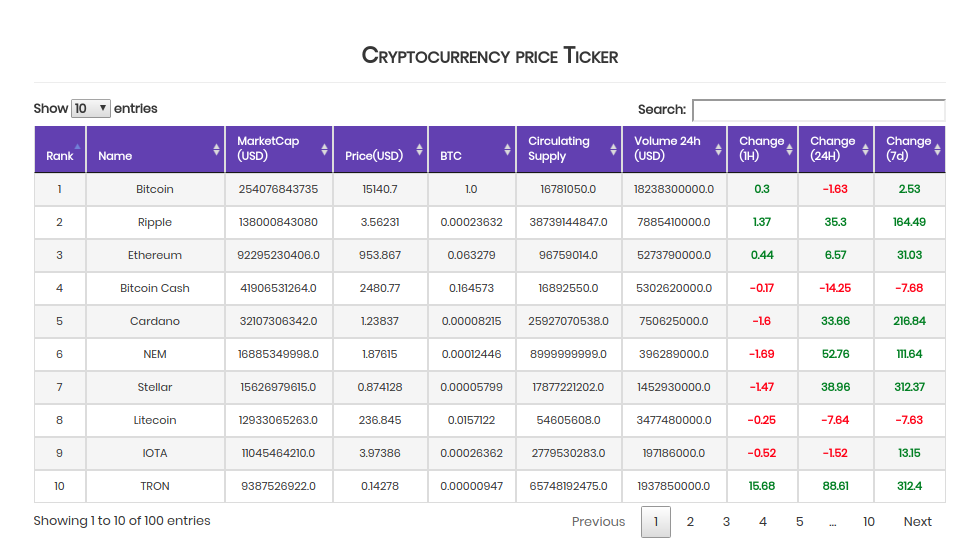 Cryptocurrency price Ticker
Show 10 entries Search:
Rank Name MarketCap (USD) Price(USD) BTC Circulating Supply Volume 24h (USD) Change (1H) Change (24H) Change (7d)
1 Bitcoin 254076843735 15140.7 1.0 16781050.0 18238300000.0 0.3 -1.63 2.53
2 Ripple 138000843080 3.56231 0.00023632 38739144847.0 7885410000.0 1.37 35.3 164.49
3 Ethereum 92295230406.0 953.867 0.063279 96759014.0 5273790000.0 0.44 6.57 31.03
4 Bitcoin Cash 41906531264.0 2480.77 0.164573 16892550.0 5302620000.0 -0.17 -14.25 -7.68
5 Cardano 32107306342.0 1.23837 0.00008215 25927070538.0 750625000.0 -1.6 33.66 216.84
6 NEM 16885349998.0 1.87615 0.00012446 8999999999.0 396289000.0 -1.69 52.76 111.64
7 Stellar 15626979615.0 0.874128 0.00005799 17877221202.0 1452930000.0 -1.47 38.96 312.37
8 Litecoin 12933065263.0 236.845 0.0157122 54605608.0 3477480000.0 -0.25 -7.64 -7.63
9 IOTA 11045464210.0 3.97386 0.00026362 2779530283.0 197186000.0 -0.52 -1.52 13.15
10 TRON 9387526922.0 0.14278 0.00000947 65748192475.0 1937850000.0 15.68 88.61 312.4
Showing 1 to 10 of 100 entries Previous 1 2 3 4 5 … 10 Next